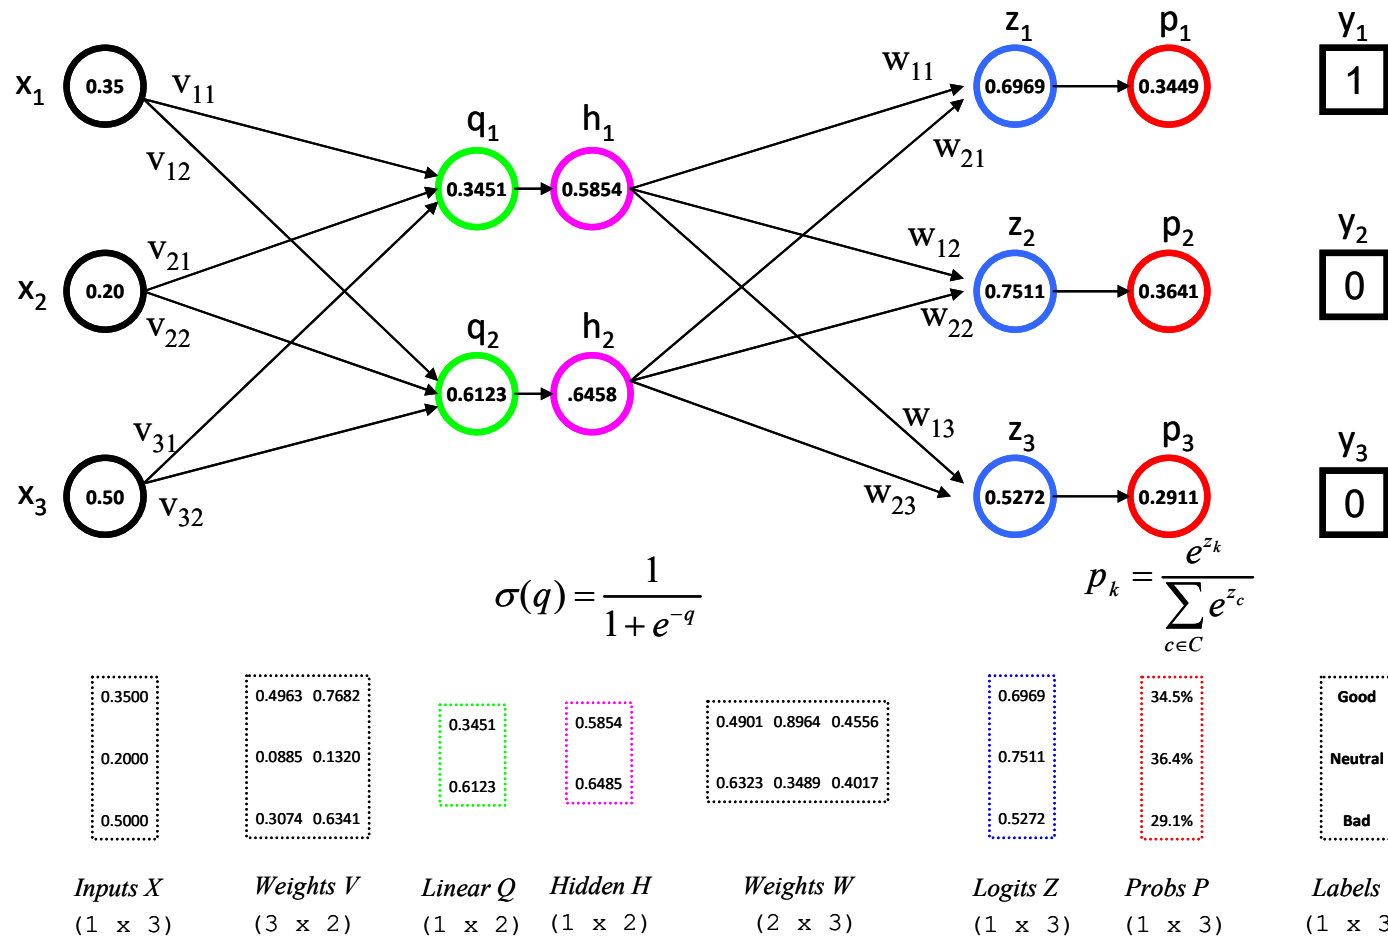 z₁ p₁ y₁
x₁ 0.35 v₁₁ w₁₁ 0.6969 0.3449 1
q₁ h₁
v₁₂ w₂₁
0.3451 0.5854
z₂ p₂ y₂
v₂₁ w₁₂
x₂ 0.20 0.7511 0.3641 0
v₂₂ w₂₂
q₂ h₂
0.6123 .6458
v₃₁ w₁₃ z₃ p₃ y₃
x₃ 0.50 w₂₃ 0.5272 0.2911 0
v₃₂
σ(q) = 1 / (1 + e^{-q})
p_k = e^{z_k} / ∑_{c∈C} e^{z_c}
0.3500 0.4963 0.7682 0.6969 34.5% Good
0.3451 0.5854 0.4901 0.8964 0.4556
0.2000 0.0885 0.1320 0.7511 36.4% Neutral
0.6123 0.6485 0.6323 0.3489 0.4017
0.5000 0.3074 0.6341 0.5272 29.1% Bad
Inputs X Weights V Linear Q Hidden H Weights W Logits Z Probs P Labels
(1 x 3) (3 x 2) (1 x 2) (1 x 2) (2 x 3) (1 x 3) (1 x 3) (1 x 3